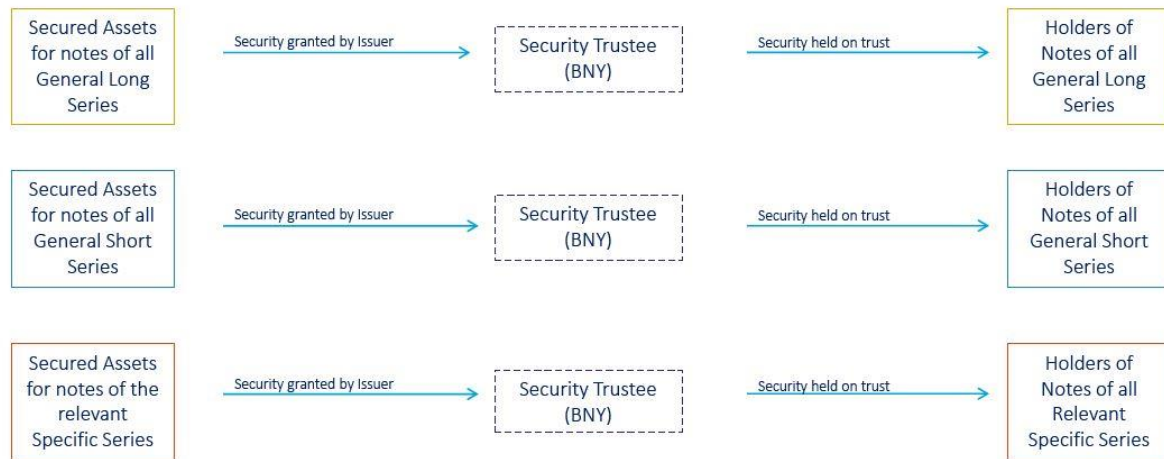 Secured Assets
for notes of all
General Long
Series
Security granted by Issuer
Security Trustee
(BNY)
Security held on trust
Holders of
Notes of all
General Long
Series
Secured Assets
for notes of all
General Short
Series
Security granted by Issuer
Security Trustee
(BNY)
Security held on trust
Holders of
Notes of all
General Short
Series
Secured Assets
for notes of the
relevant
Specific Series
Security granted by Issuer
Security Trustee
(BNY)
Security held on trust
Holders of
Notes of all
Relevant
Specific Series